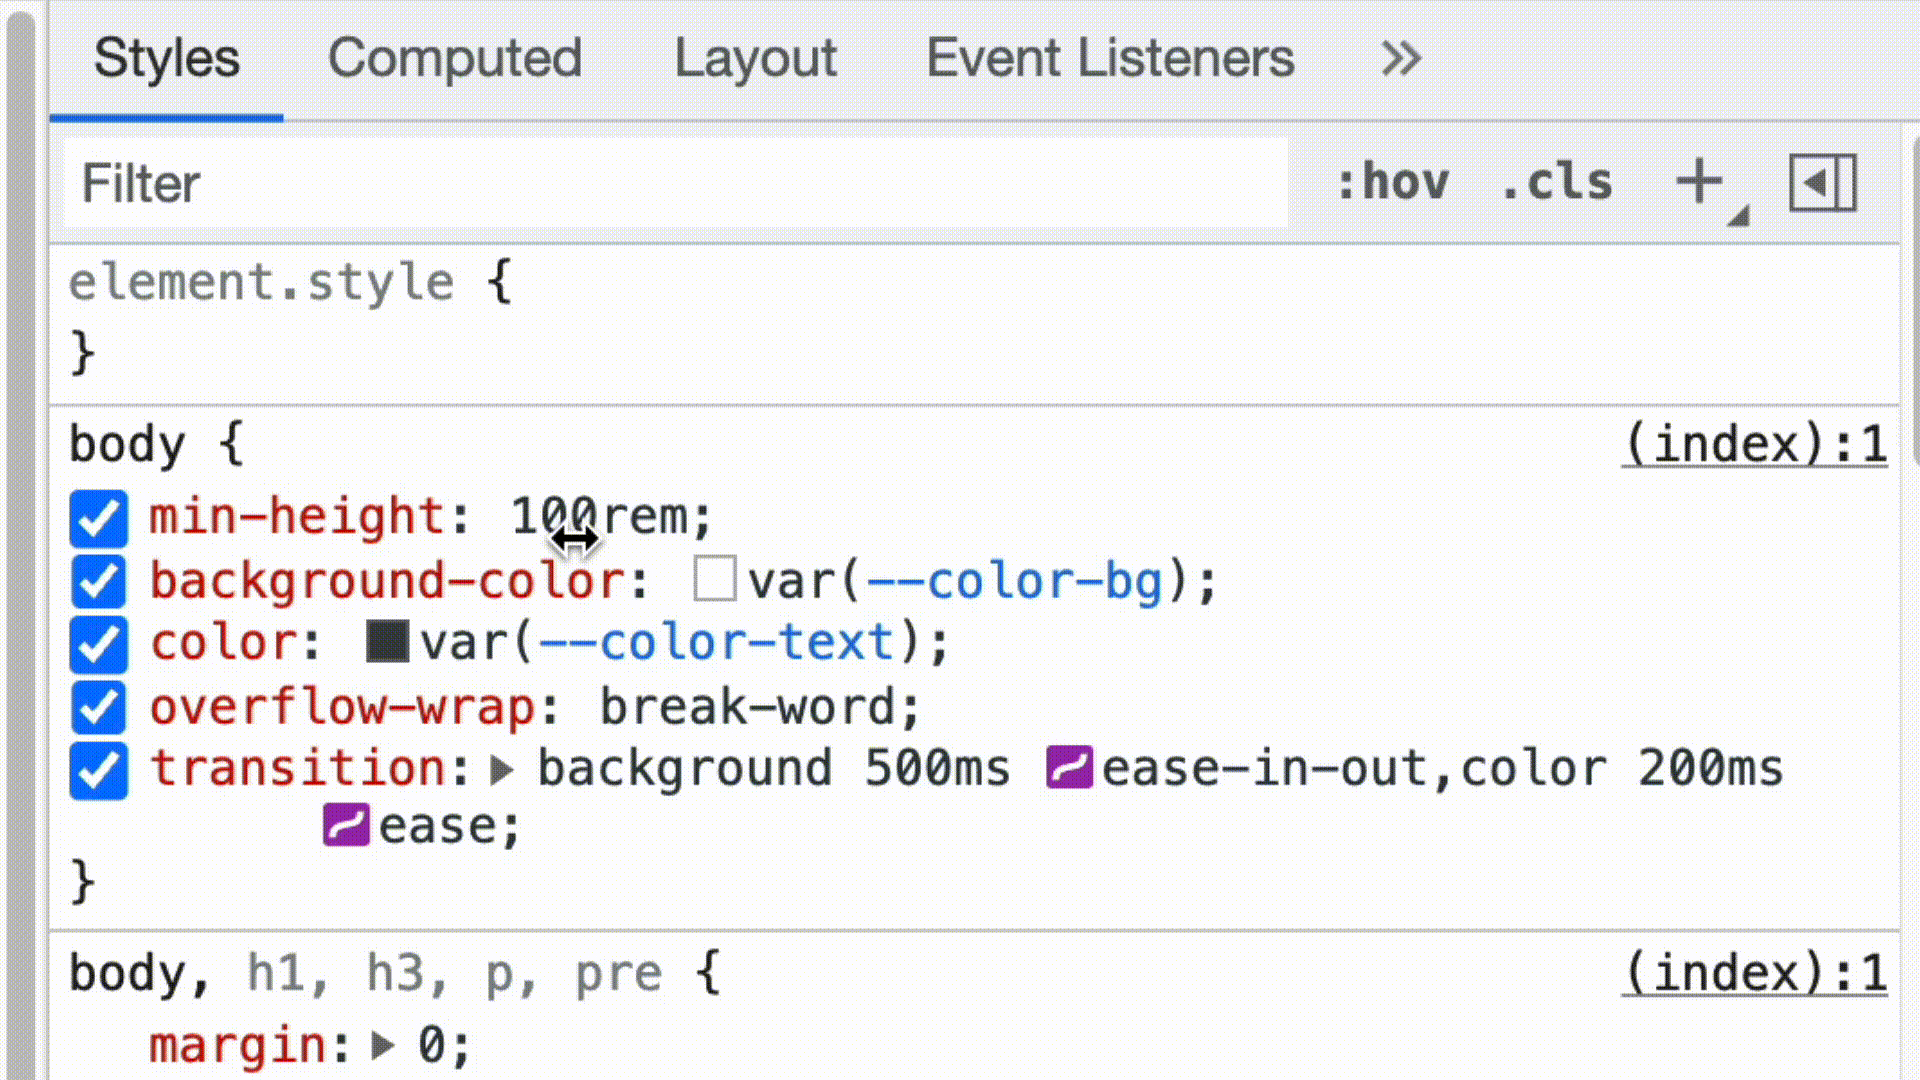 Styles Computed Layout Event Listeners »
Filter :hov .cls +
element.style {
}
body { (index):1
min-height: 100rem;
background-color: var(--color-bg);
color: var(--color-text);
overflow-wrap: break-word;
transition: background 500ms ease-in-out,color 200ms
ease;
}
body, h1, h3, p, pre { (index):1
margin: 0;